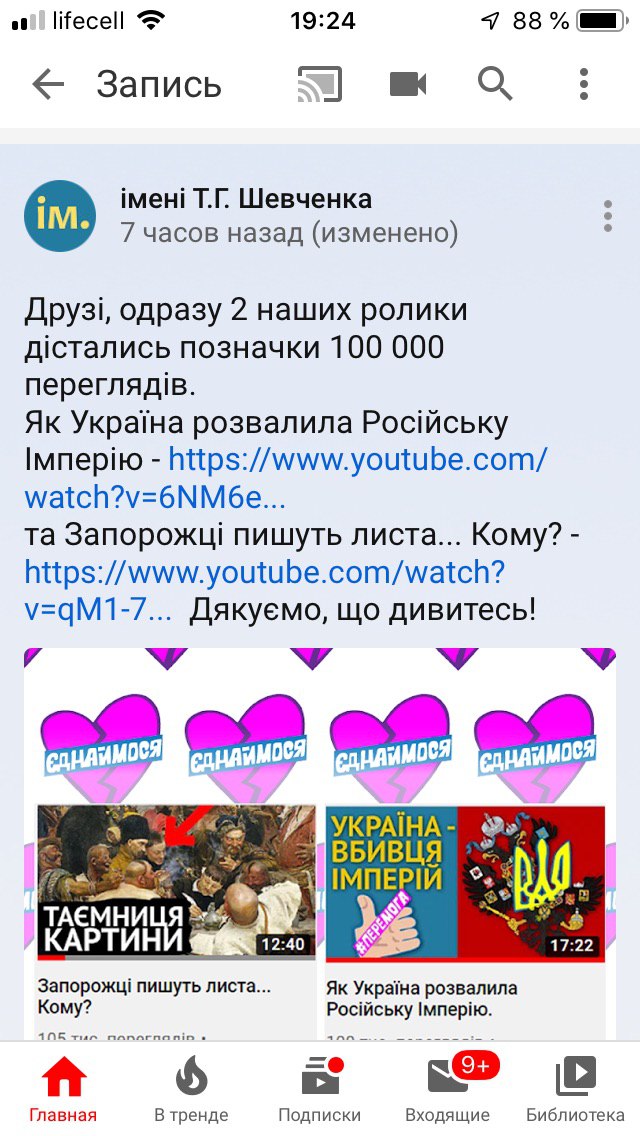 lifecell
19:24
88 %
Запись
ім.
імені Т.Г. Шевченка
7 часов назад (изменено)
Друзі, одразу 2 наших ролики
дістались позначки 100 000
переглядів.
Як Україна розвалила Російську
Імперію - https://www.youtube.com/
watch?v=6NM6e...
та Запорожці пишуть листа... Кому? -
https://www.youtube.com/watch?
v=qM1-7... Дякуємо, що дивитесь!
ЄДНАЙМОСЯ ЄДНАЙМОСЯ ЄДНАЙМОСЯ ЄДНАЙМОСЯ
ТАЄМНИЦЯ
КАРТИНИ
12:40
УКРАЇНА -
ВБИВЦЯ
ІМПЕРІЙ
#ПЕРЕМОГА
17:22
Запорожці пишуть листа...
Кому?
Як Україна розвалила
Російську Імперію.
105 тис. переглядів •
9+
Главная
В тренде
Подписки
Входящие
Библиотека